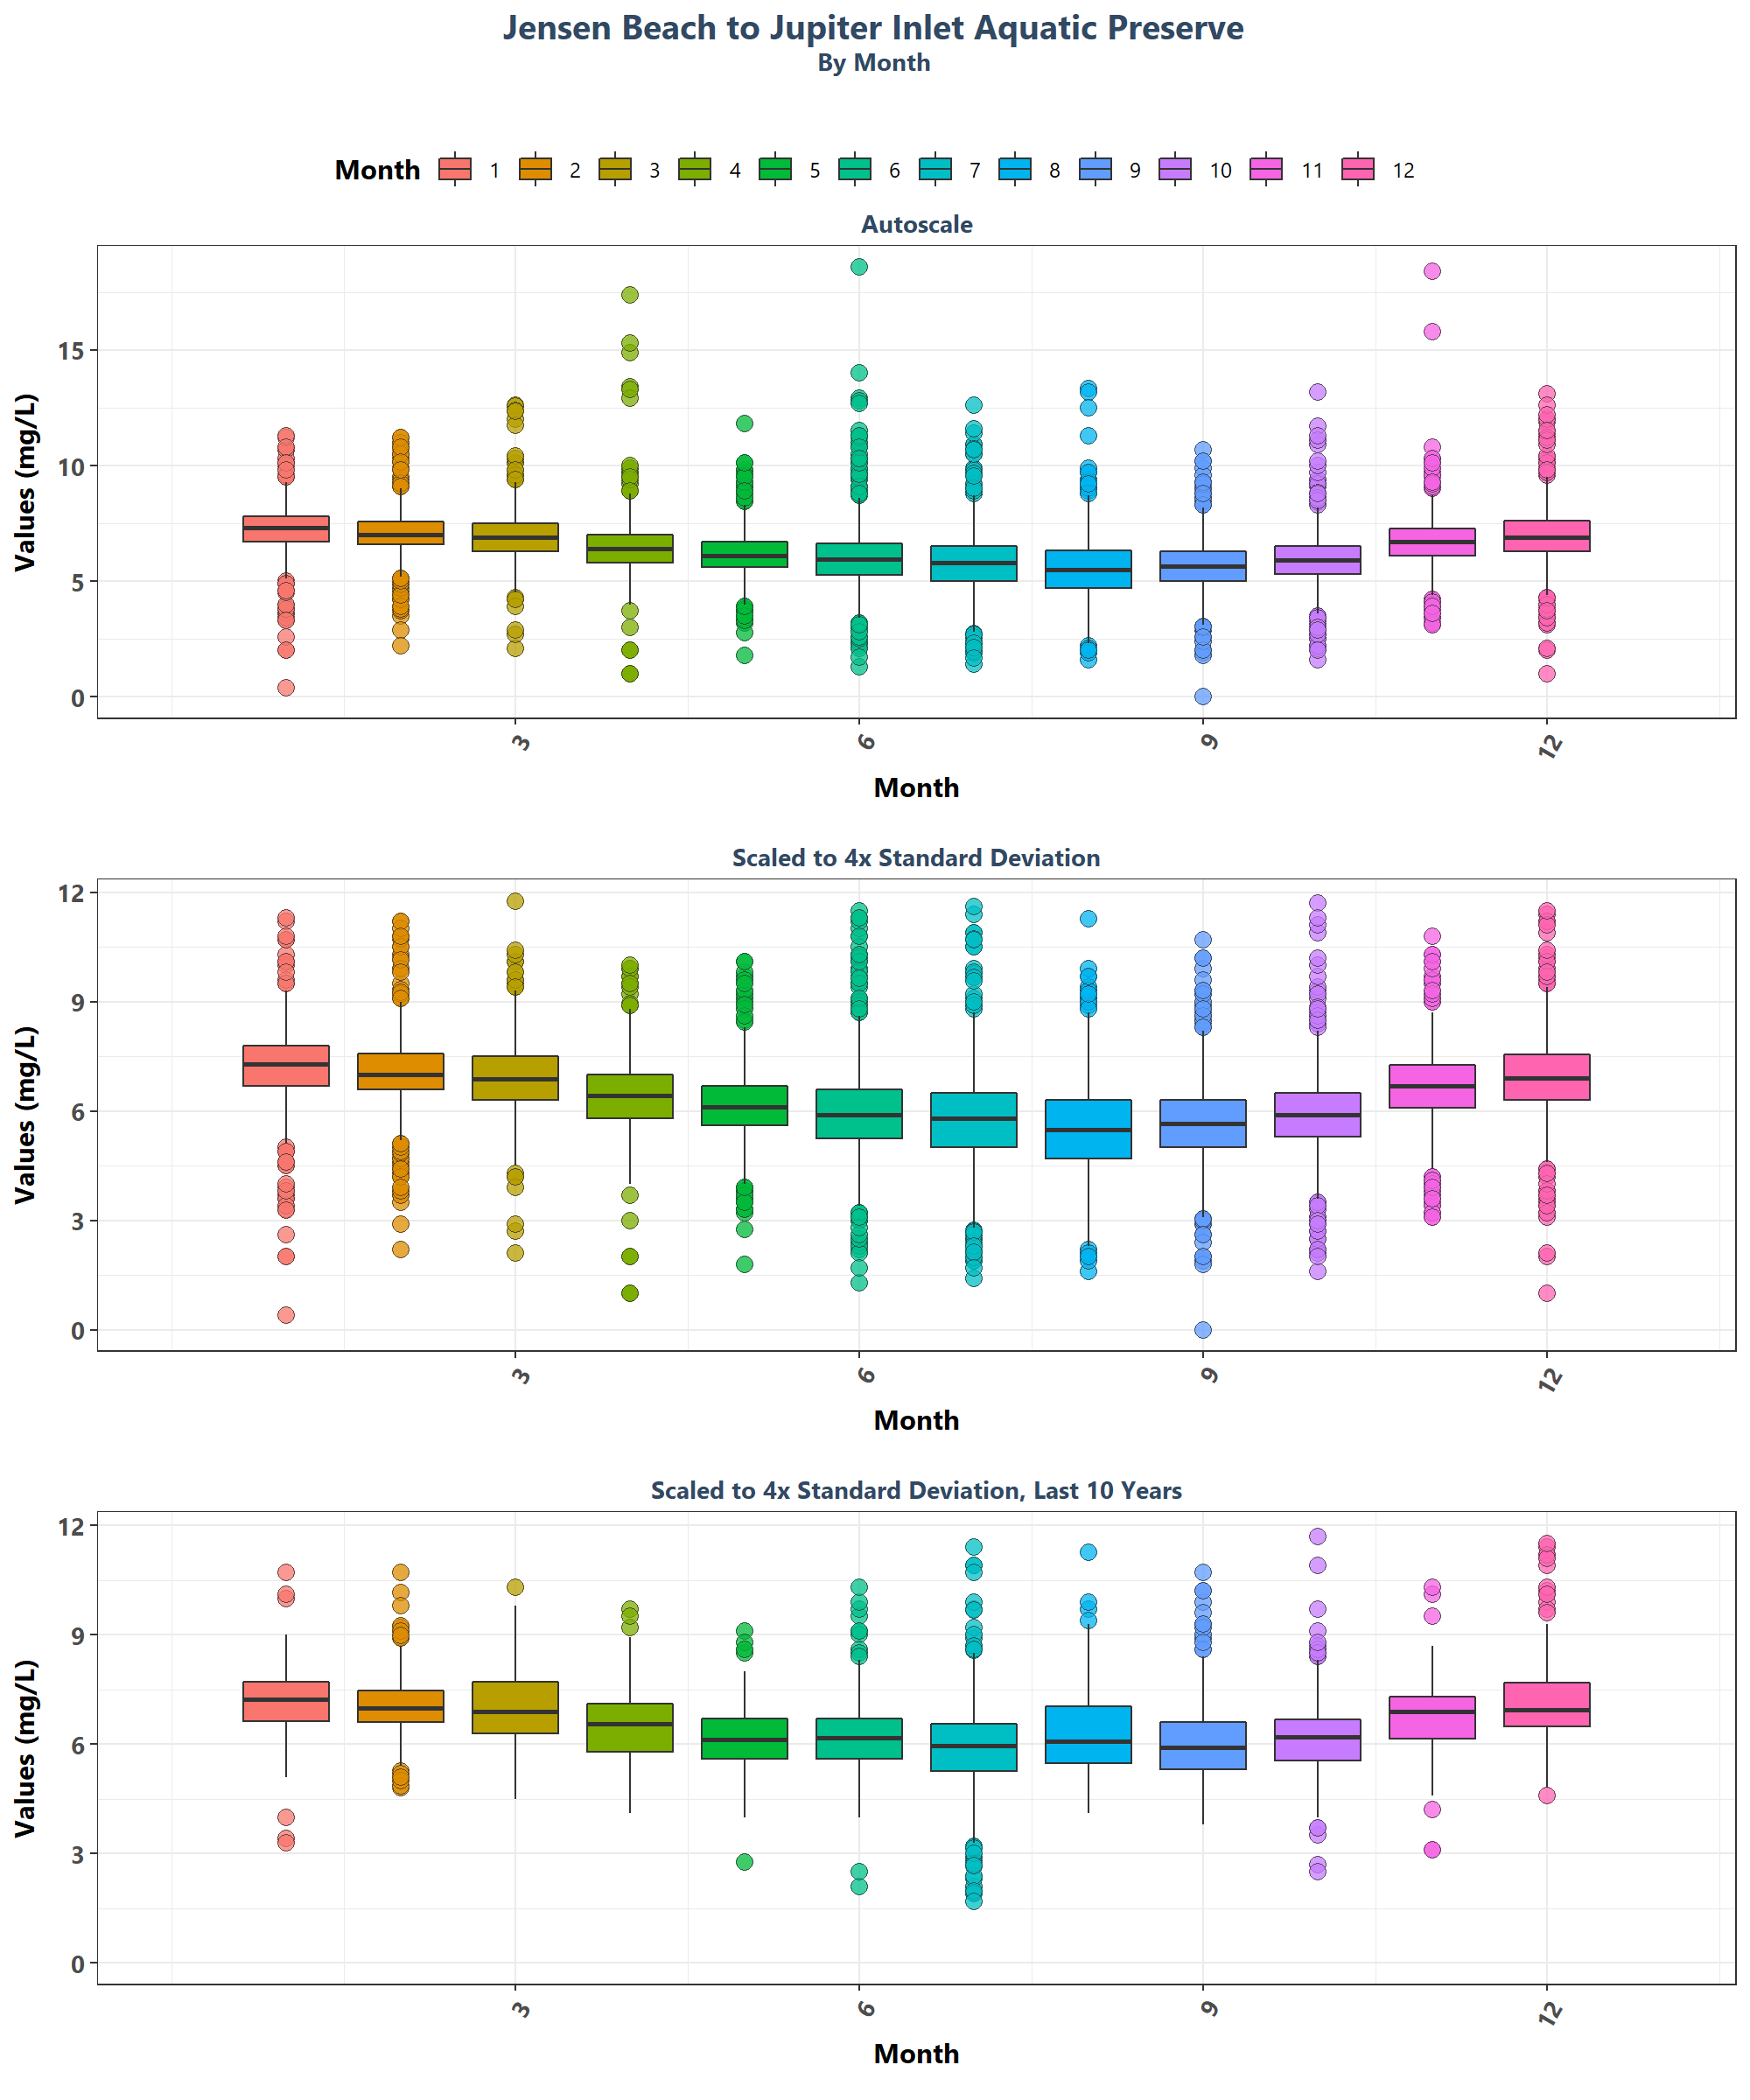 Jensen Beach to Jupiter Inlet Aquatic Preserve
By Month
Month 1 2 3 4 5 6 7 8 9 10 11 12
Autoscale
Values (mg/L)
15
10
5
0
3 6 9 12
Month
Scaled to 4x Standard Deviation
Values (mg/L)
12
9
6
3
0
3 6 9 12
Month
Scaled to 4x Standard Deviation, Last 10 Years
Values (mg/L)
12
9
6
3
0
3 6 9 12
Month